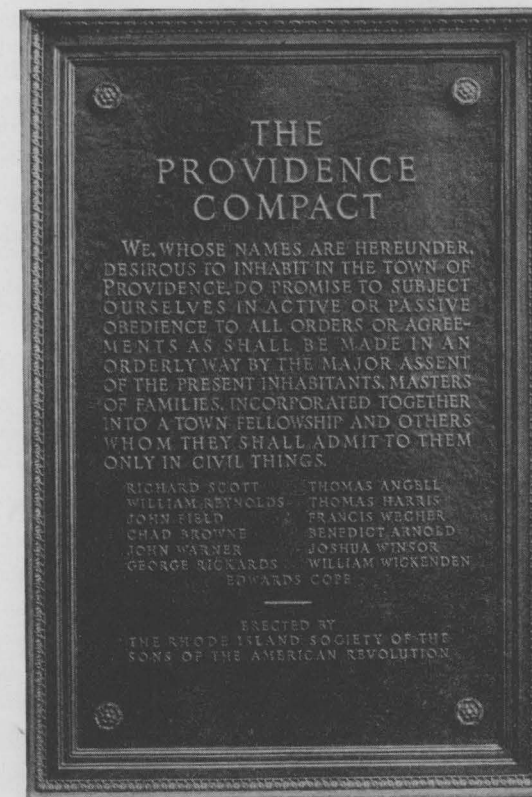 THE
PROVIDENCE
COMPACT
WE, WHOSE NAMES ARE HEREUNDER,
DESIROUS TO INHABIT IN THE TOWN OF
PROVIDENCE, DO PROMISE TO SUBJECT
OURSELVES IN ACTIVE OR PASSIVE
OBEDIENCE TO ALL ORDERS OR AGREE-
MENTS AS SHALL BE MADE IN AN
ORDERLY WAY BY THE MAJOR ASSENT
OF THE PRESENT INHABITANTS, MASTERS
OF FAMILIES, INCORPORATED TOGETHER
INTO A TOWN FELLOWSHIP AND OTHERS
WHOM THEY SHALL ADMIT TO THEM
ONLY IN CIVIL THINGS.
RICHARD SCOTT THOMAS ANGELL
WILLIAM REYNOLDS THOMAS HARRIS
JOHN FIELD FRANCIS WECHER
CHAD BROWNE BENEDICT ARNOLD
JOHN WARNER JOSHUA WINSOR
GEORGE RICKARDS WILLIAM WICKENDEN
EDWARDS COPE
ERECTED BY
THE RHODE ISLAND SOCIETY OF THE
SONS OF THE AMERICAN REVOLUTION